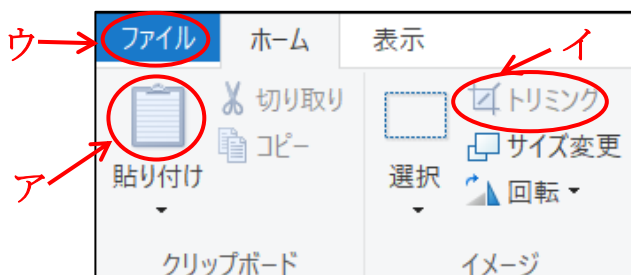 ウ ファイル ホーム 表示 イ
切り取り トリミング
コピー サイズ変更
ア 貼り付け 選択 回転
クリップボード イメージ